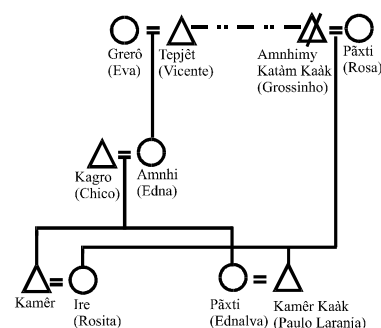 Grerô
(Eva)
Tepjêt
(Vicente)
Amnhimy
Katàm Kaàk
(Grossinho)
Pãxti
(Rosa)
Kagro
(Chico)
Amnhi
(Edna)
Kamêr
Ire
(Rosita)
Pãxti
(Ednalva)
Kamêr Kaàk
(Paulo Laranja)